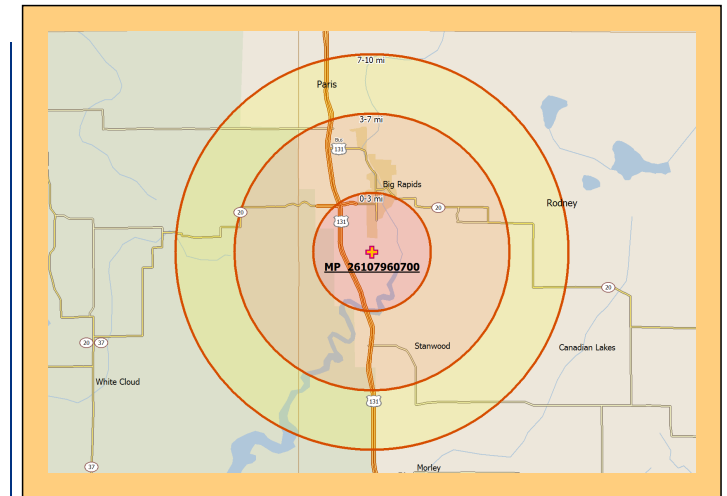 7-10 mi
Paris
3-7 mi
Bus
131
Big Rapids
0-3 mi
Rodney
20
20
131
MP_26107960700
20
Stanwood
Canadian Lakes
20 37
White Cloud
131
Morley
37